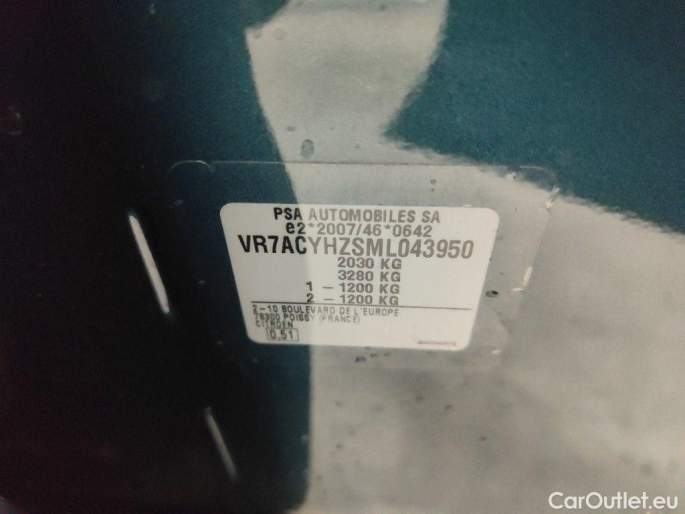 PSA AUTOMOBILES SA
e2*2007/46*0642
VR7ACYHZSML043950
2030 KG
3280 KG
1 - 1200 KG
2 - 1200 KG
2-10 BOULEVARD DE L'EUROPE
78300 POISSY (FRANCE)
CITROEN
0,51
CarOutlet.eu